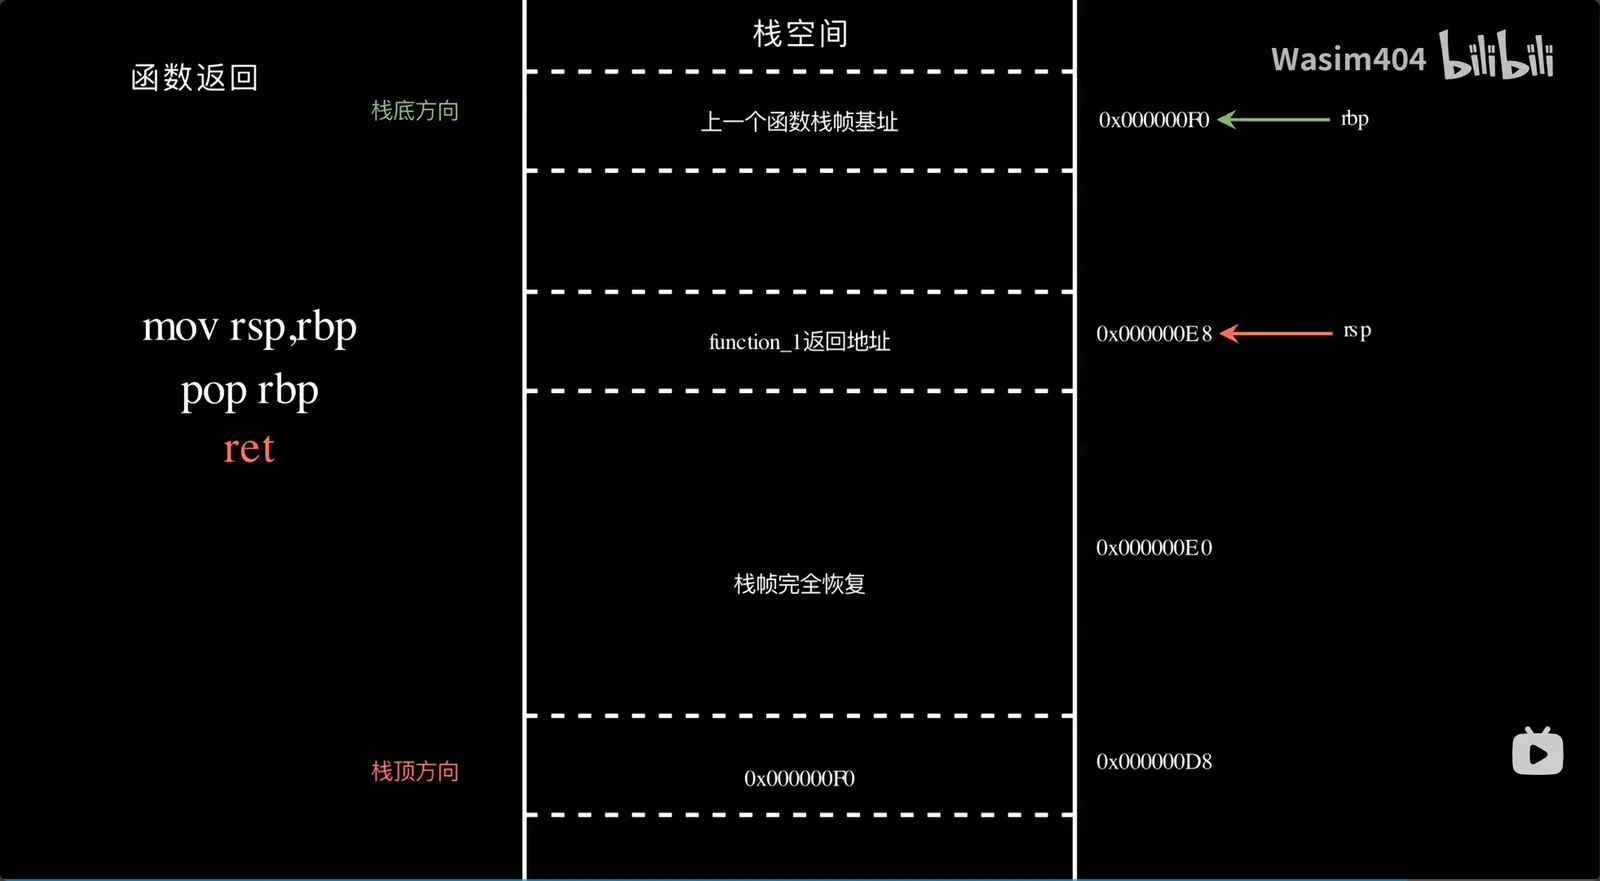 函数返回
栈底方向
mov rsp,rbp
pop rbp
ret
栈顶方向
栈空间
上一个函数栈帧基址
function_1返回地址
栈帧完全恢复
0x000000F0
Wasim404 bilibili
0x000000F0 rbp
0x000000E8 rsp
0x000000E0
0x000000D8